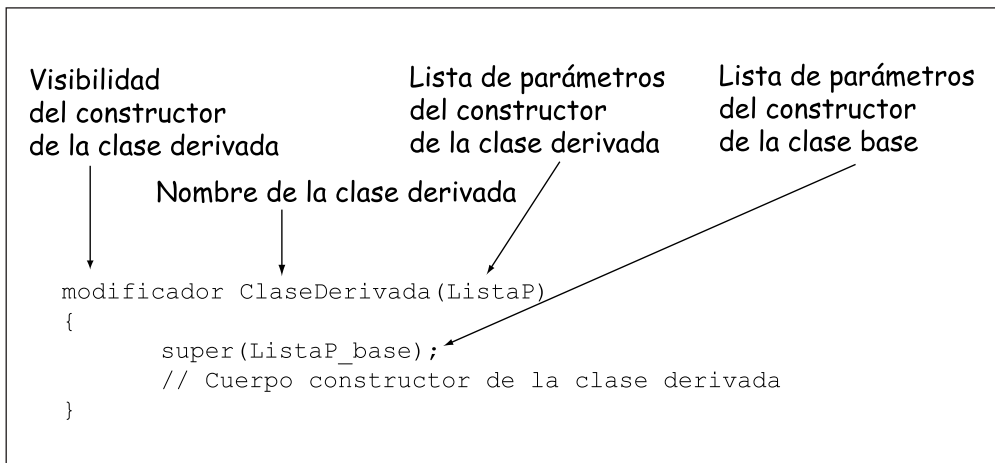 Visibilidad
del constructor
de la clase derivada
Lista de parámetros
del constructor
de la clase derivada
Lista de parámetros
del constructor
de la clase base
Nombre de la clase derivada
modificador ClaseDerivada(ListaP)
{
super(ListaP_base);
// Cuerpo constructor de la clase derivada
}